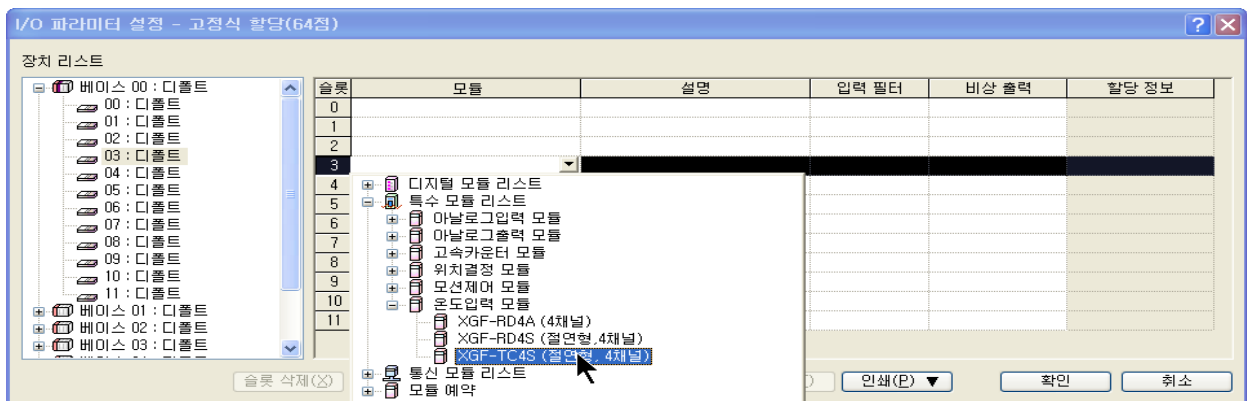 I/O 파라미터 설정 - 고정식 할당(64점)
장치 리스트
베이스 00 : 디폴트
00 : 디폴트
01 : 디폴트
02 : 디폴트
03 : 디폴트
04 : 디폴트
05 : 디폴트
06 : 디폴트
07 : 디폴트
08 : 디폴트
09 : 디폴트
10 : 디폴트
11 : 디폴트
베이스 01 : 디폴트
베이스 02 : 디폴트
베이스 03 : 디폴트
슬롯 모듈 설명 입력 필터 비상 출력 할당 정보
0
1
2
3
4
5
6
7
8
9
10
11
디지털 모듈 리스트
특수 모듈 리스트
아날로그입력 모듈
아날로그출력 모듈
고속카운터 모듈
위치결정 모듈
모션제어 모듈
온도입력 모듈
XGF-RD4A (4채널)
XGF-RD4S (절연형,4채널)
XGF-TC4S (절연형, 4채널)
통신 모듈 리스트
모듈 예약
슬롯 삭제(X) 인쇄(P) ▼ 확인 취소